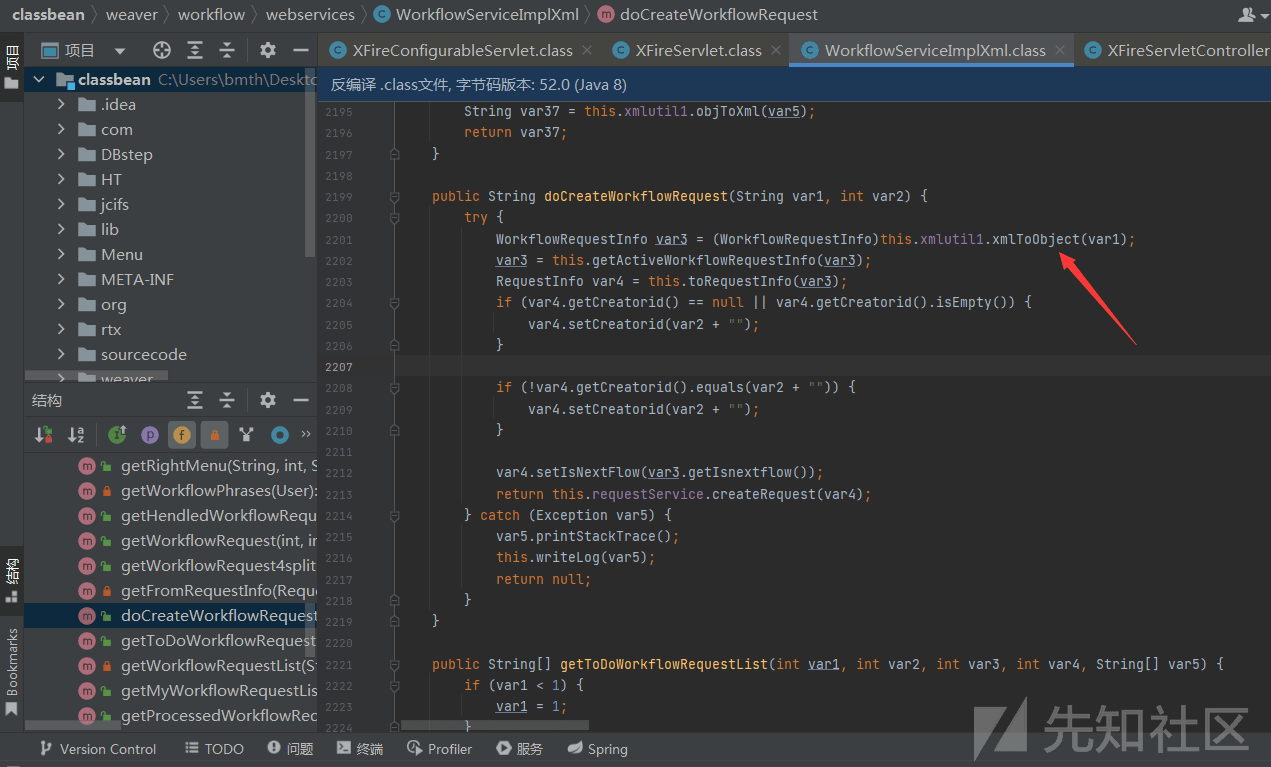 classbean weaver workflow webservices WorkflowServiceImplXml doCreateWorkflowRequest
项目 XFireConfigurableServlet.class XFireServlet.class WorkflowServiceImplXml.class XFireServletController
项目
classbean C:\Users\bmth\Deskto
.idea
com
DBstep
HT
jcifs
lib
Menu
META-INF
org
rtx
sourcecode
weaver
结构
getRightMenu(String, int, S
getWorkflowPhrases(User):
getHendledWorkflowRequ
getWorkflowRequest(int, in
getWorkflowRequest4split
getFromRequestInfo(Reque
doCreateWorkflowRequest
getToDoWorkflowRequest
getWorkflowRequestList(St
getMyWorkflowRequestLis
getProcessedWorkflowRec
结构
Bookmarks
反编译 .class文件, 字节码版本: 52.0 (Java 8)
2195 String var37 = this.xmlutil1.objToXml(var5);
2196 return var37;
2197 }
2198
2199 public String doCreateWorkflowRequest(String var1, int var2) {
2200 try {
2201 WorkflowRequestInfo var3 = (WorkflowRequestInfo)this.xmlutil1.xmlToObject(var1);
2202 var3 = this.getActiveWorkflowRequestInfo(var3);
2203 RequestInfo var4 = this.toRequestInfo(var3);
2204 if (var4.getCreatorid() == null || var4.getCreatorid().isEmpty()) {
2205 var4.setCreatorid(var2 + "");
2206 }
2207
2208 if (!var4.getCreatorid().equals(var2 + "")) {
2209 var4.setCreatorid(var2 + "");
2210 }
2211
2212 var4.setIsNextFlow(var3.getIsnextflow());
2213 return this.requestService.createRequest(var4);
2214 } catch (Exception var5) {
2215 var5.printStackTrace();
2216 this.writeLog(var5);
2217 return null;
2218 }
2219 }
2220
2221 public String[] getToDoWorkflowRequestList(int var1, int var2, int var3, int var4, String[] var5) {
2222 if (var1 < 1) {
2223 var1 = 1;
2224 }
先知社区
Version Control TODO 问题 终端 Profiler 服务 Spring